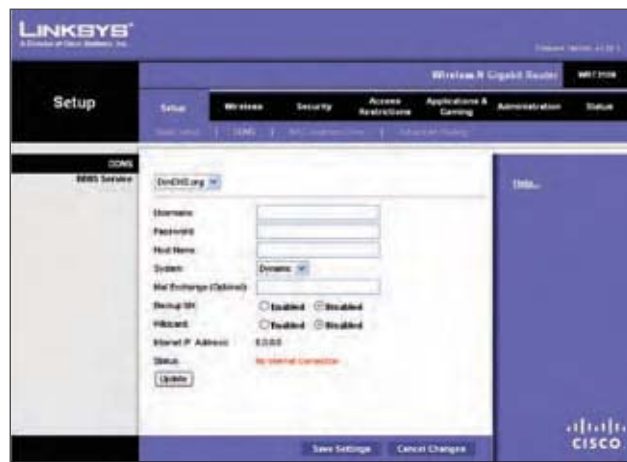 LINKSYS®
A Division of Cisco Systems, Inc.
Wireless-N Gigabit Router
Setup
Setup
Wireless
Security
Access Restrictions
Applications & Gaming
Administration
Status
DDNS
DDNS
DDNS Service
DynDNS.org
Help...
Username:
Password:
Host Name:
System:
Dynamic
Mail Exchange (Optional):
Backup MX:
Enabled
Disabled
Wildcard:
Enabled
Disabled
Internet IP Address:
0.0.0.0
Status:
No Internet Connection
Update
Save Settings
Cancel Changes
CISCO